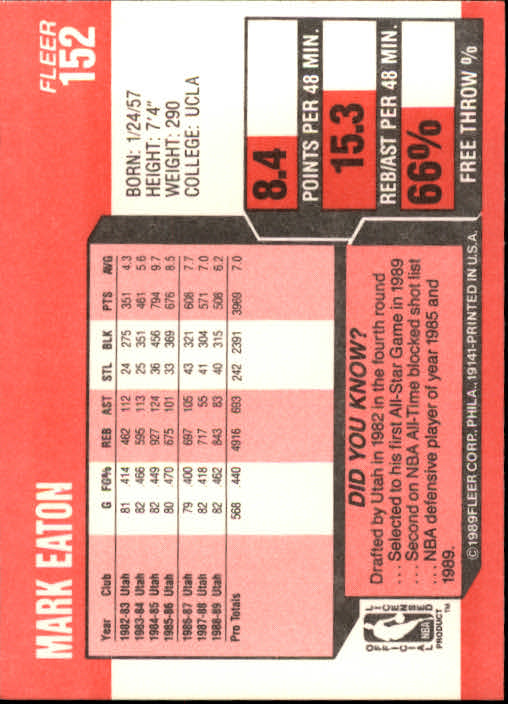 MARK EATON
FLEER
152
BORN: 1/24/57
HEIGHT: 7'4"
WEIGHT: 290
COLLEGE: UCLA
Year Club G FG% REB AST STL BLK PTS AVG
1982-83 Utah 81 414 462 112 24 275 351 4.3
1983-84 Utah 82 466 595 113 25 351 461 5.6
1984-85 Utah 82 449 927 124 36 456 794 9.7
1985-86 Utah 80 470 675 101 33 369 676 8.5
1986-87 Utah 79 400 697 105 43 321 608 7.7
1987-88 Utah 82 418 717 55 41 304 571 7.0
1988-89 Utah 82 462 843 83 40 315 508 6.2
Pro Totals 568 440 4916 693 242 2391 3969 7.0
8.4
POINTS PER 48 MIN.
15.3
REB/AST PER 48 MIN.
66%
FREE THROW %
DID YOU KNOW?
Drafted by Utah in 1982 in the fourth round
. . . Selected to his first All-Star Game in 1989
. . . Second on NBA All-Time blocked shot list
. . . NBA defensive player of year 1985 and
1989.
OFFICIAL LICENSED
NBA
PRODUCT™
©1989 FLEER CORP., PHILA., 19141-PRINTED IN U.S.A.